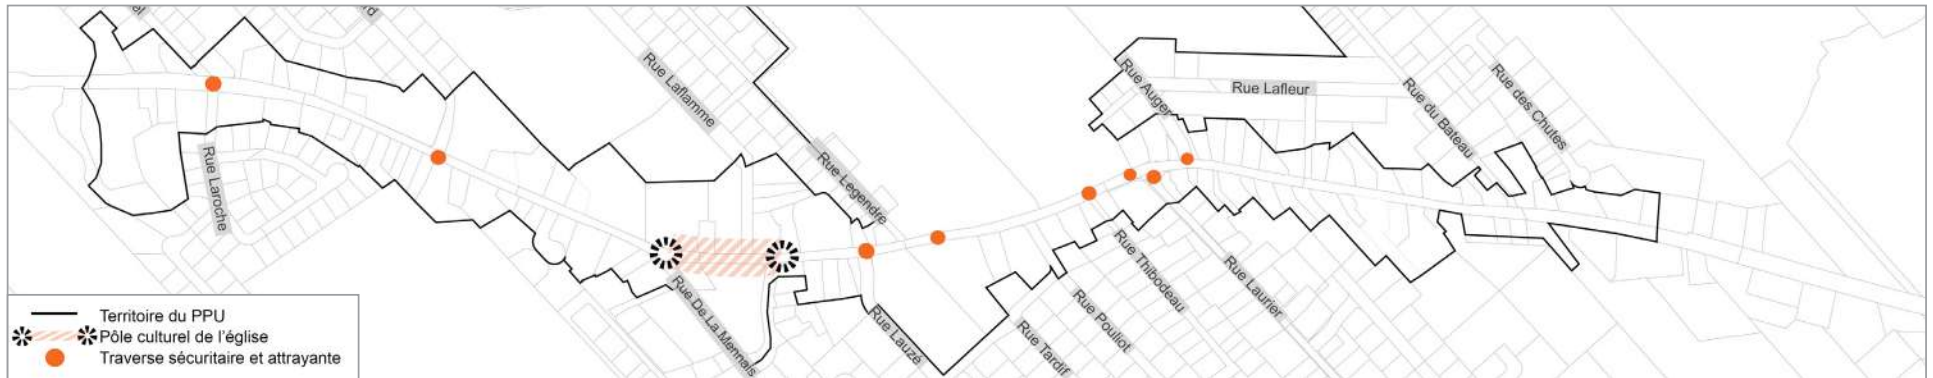 Rue Laflamme
Rue Auger
Rue Lafleur
Rue du Bateau
Rue des Chutes
Rue Laroche
Rue Legendre
Rue De La Mennais
Rue Lauzé
Rue Tardif
Rue Pouliot
Rue Thibodeau
Rue Laurier
Territoire du PPU
Pôle culturel de l'église
Traverse sécuritaire et attrayante